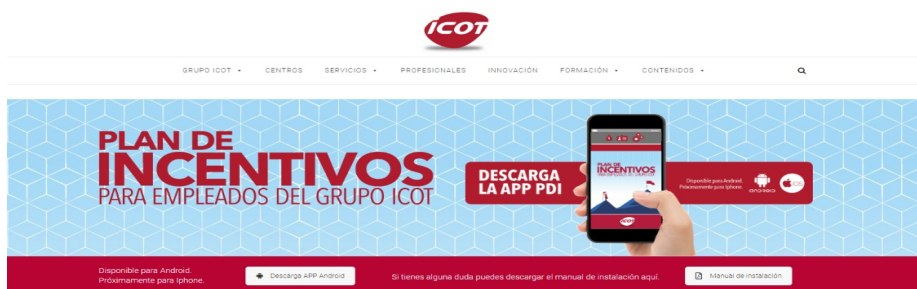 ICOT
GRUPO ICOT
CENTROS
SERVICIOS
PROFESIONALES
INNOVACIÓN
FORMACIÓN
CONTENIDOS
PLAN DE
INCENTIVOS
PARA EMPLEADOS DEL GRUPO ICOT
DESCARGA
LA APP PDI
PLAN DE
INCENTIVOS
ICOT
Disponible para Android.
Próximamente para Iphone.
ANDROID
iOS
Disponible para Android.
Próximamente para Iphone.
Descarga APP Android
Si tienes alguna duda puedes descargar el manual de instalación aquí.
Manual de Instalación